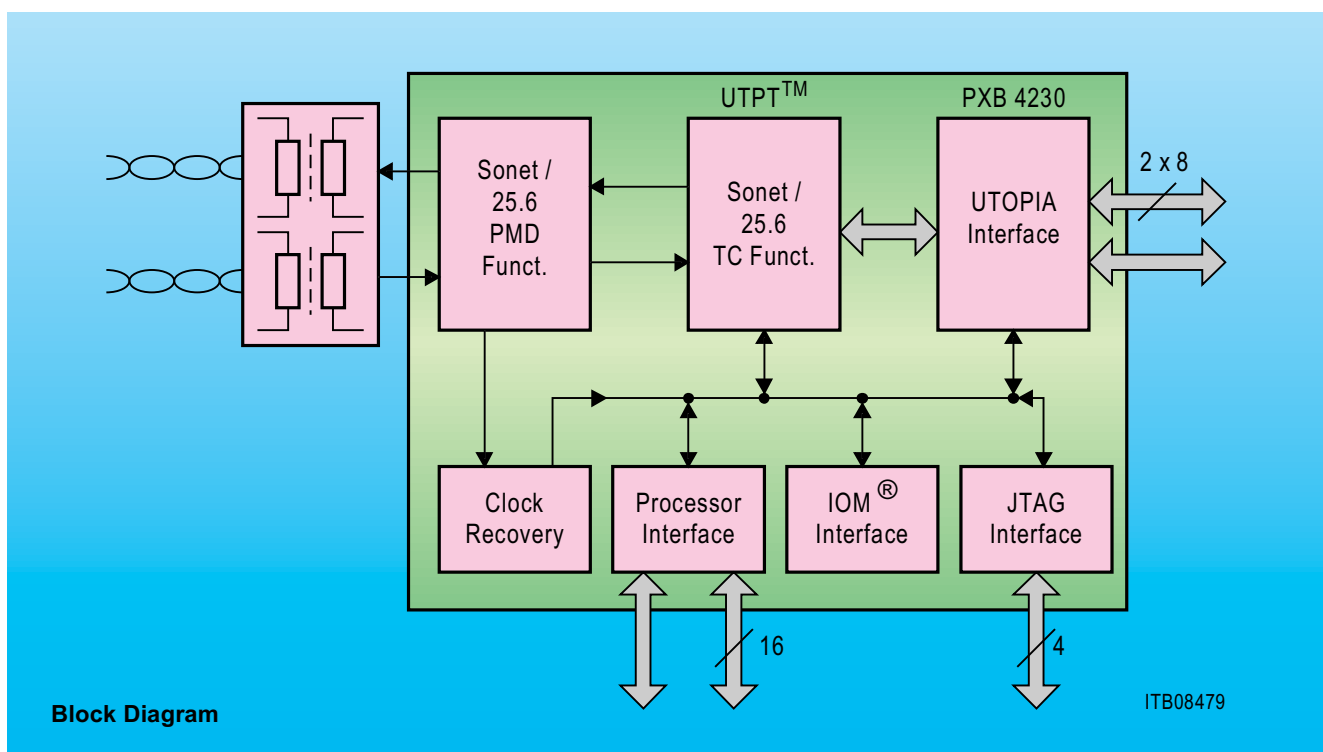 UTPT™
PXB 4230
Sonet /
25.6
PMD
Funct.
Sonet /
25.6
TC Funct.
UTOPIA
Interface
2 x 8
Clock
Recovery
Processor
Interface
IOM ®
Interface
JTAG
Interface
16
4
Block Diagram
ITB08479